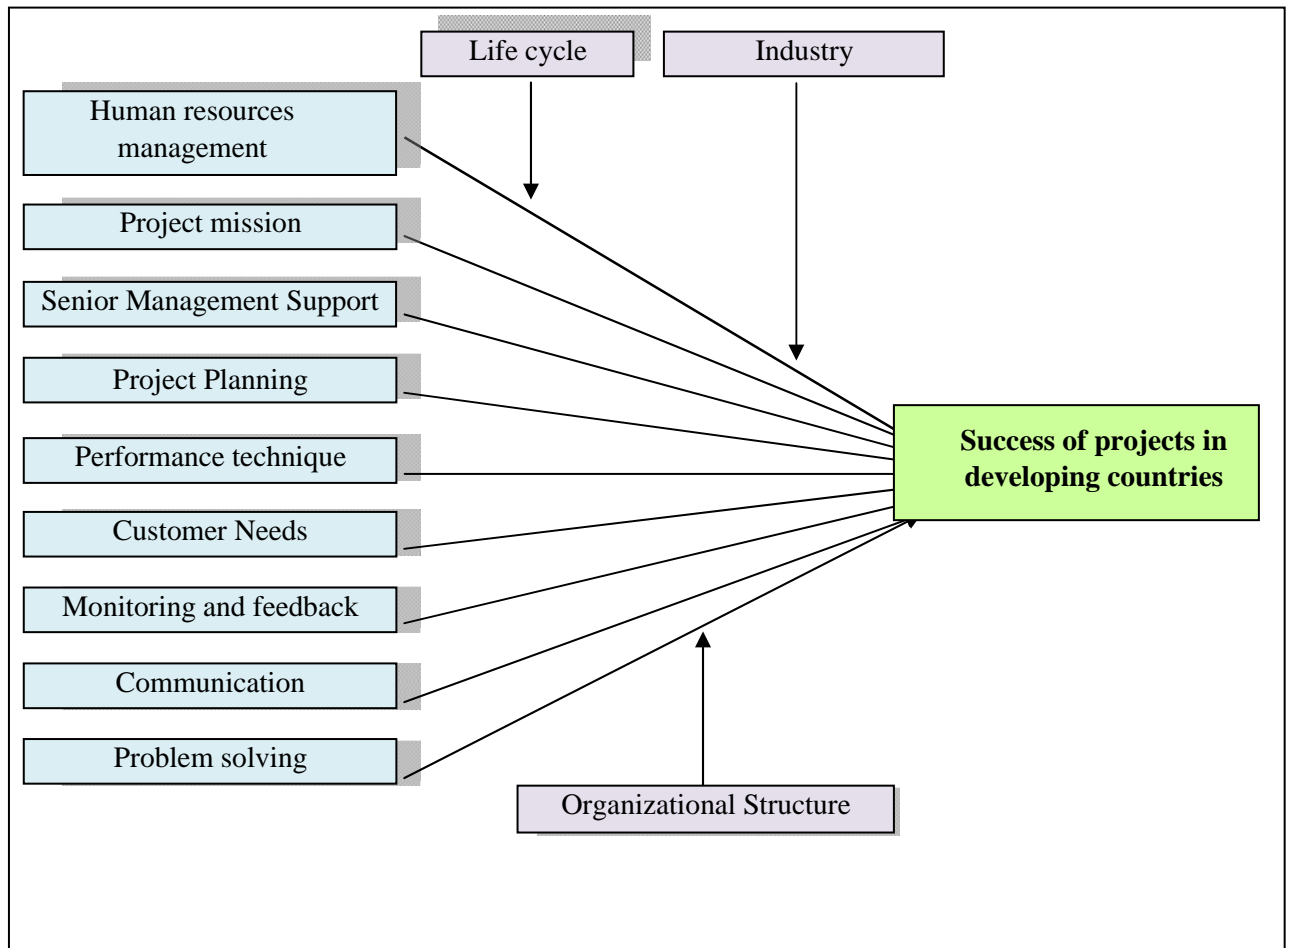 Life cycle
Industry
Human resources
management
Project mission
Senior Management Support
Project Planning
Performance technique
Customer Needs
Monitoring and feedback
Communication
Problem solving
Success of projects in
developing countries
Organizational Structure